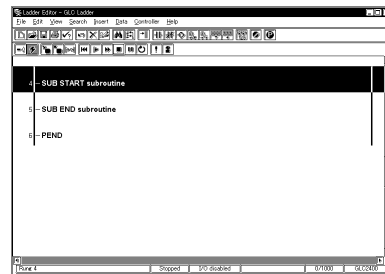 Ladder Editor - GLC Ladder
File Edit View Search Insert Data Controller Help
4 SUB START subroutine
5 SUB END subroutine
6 PEND
Rung 4 Stopped I/O disabled 0/1000 GLC2400